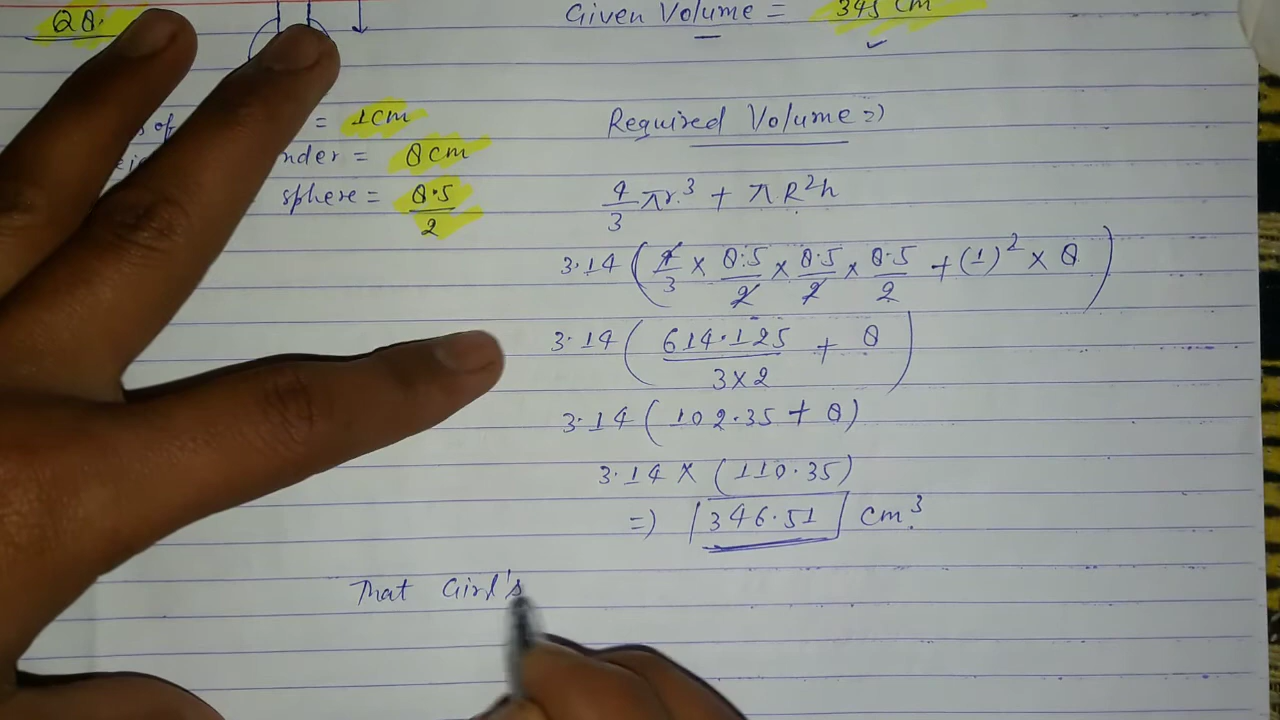 Q8.
Given Volume = 345 cm
of = 1cm
nder = 8cm
sphere = 8.5/2
Required Volume =>
4/3 πr³ + πR²h
3.14 ( 4/3 × 8.5/2 × 8.5/2 × 8.5/2 + (1)² × 8 )
3.14 ( 614.125/3×2 + 8 )
3.14 ( 102.35 + 8 )
3.14 × (110.35)
=> 346.51 cm³.
That Girl's